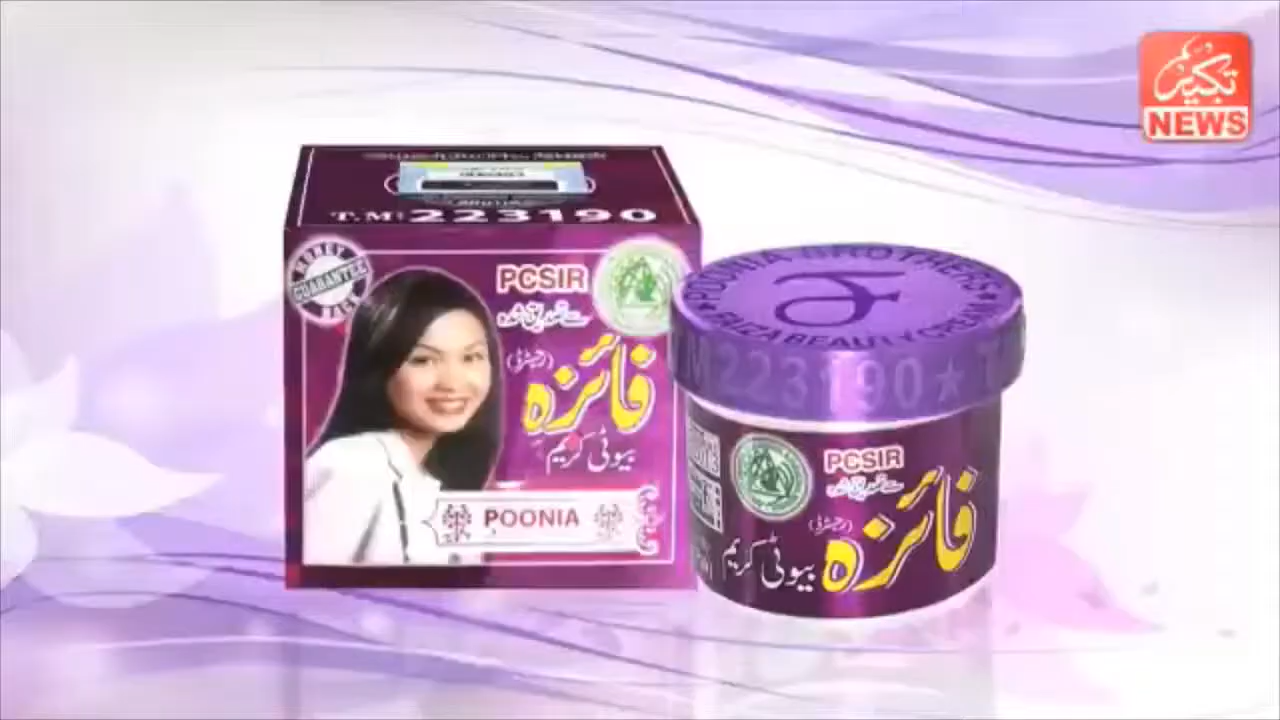 تکبیر
NEWS
T.M: 223190
MONEY
GUARANTEE
BACK
PCSIR
سے تصدیق شدہ
(رجسٹرڈ)
فائزہ
بیوٹی کریم
POONIA
POONIA BROTHERS
★ FAIZA BEAUTY CREAM ★
M223190★ T
PCSIR
سے تصدیق شدہ
(رجسٹرڈ)
فائزہ
بیوٹی کریم